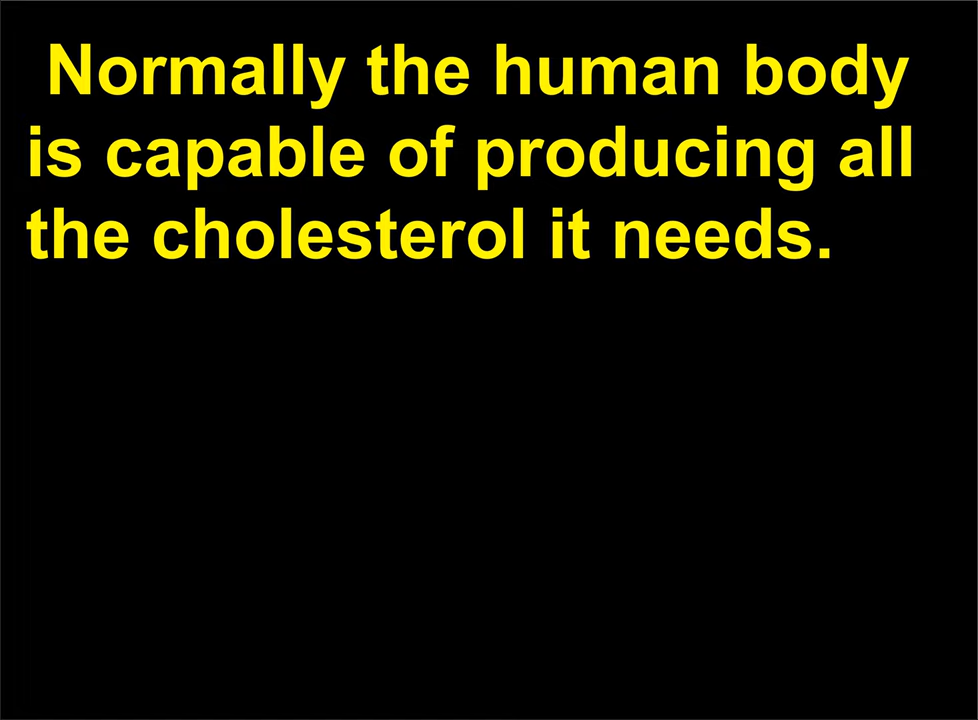 Normally the human body
is capable of producing all
the cholesterol it needs.